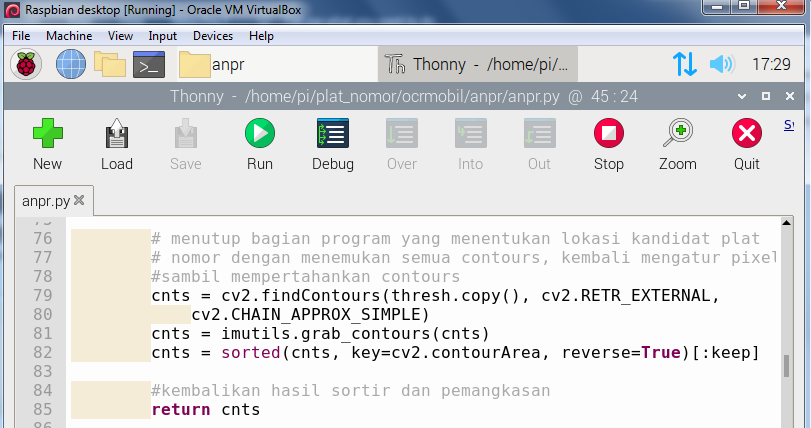 Raspbian desktop [Running] - Oracle VM VirtualBox
File Machine View Input Devices Help
anpr Thonny - /home/pi/... 17:29
Thonny - /home/pi/plat_nomor/ocrmobil/anpr/anpr.py @ 45 : 24
New Load Save Run Debug Over Into Out Stop Zoom Quit
anpr.py
76 # menutup bagian program yang menentukan lokasi kandidat plat
77 # nomor dengan menemukan semua contours, kembali mengatur pixel
78 #sambil mempertahankan contours
79 cnts = cv2.findContours(thresh.copy(), cv2.RETR_EXTERNAL,
80 cv2.CHAIN_APPROX_SIMPLE)
81 cnts = imutils.grab_contours(cnts)
82 cnts = sorted(cnts, key=cv2.contourArea, reverse=True)[:keep]
83
84 #kembalikan hasil sortir dan pemangkasan
85 return cnts